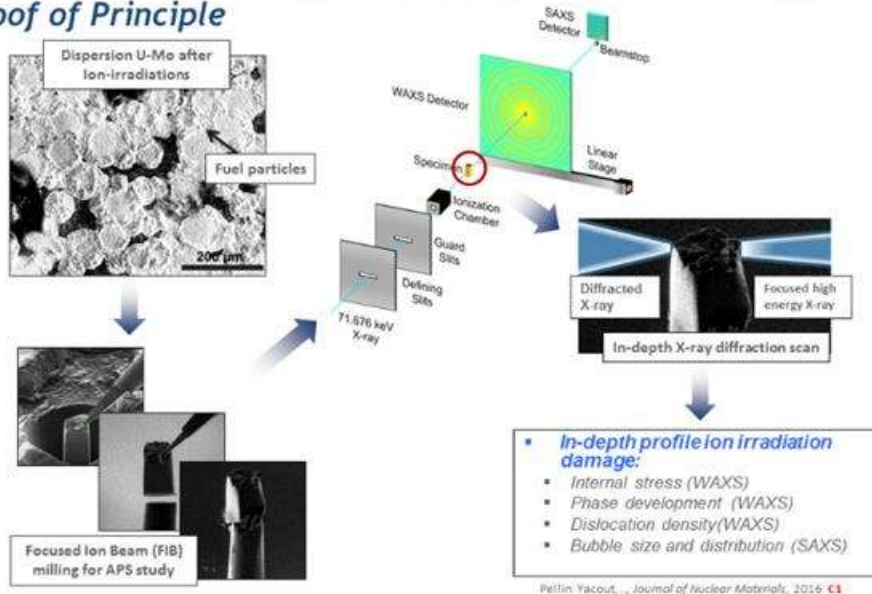 oof of Principle
Dispersion U-Mo after
Ion-irradiations
Fuel particles
200 μm
SAXS
Detector
Beamstop
WAXS Detector
Linear
Stage
Specimen
Ionization
Chamber
Guard
Slits
Defining
Slits
71.676 keV
X-ray
Diffracted
X-ray
Focused high
energy X-ray
In-depth X-ray diffraction scan
Focused Ion Beam (FIB)
milling for APS study
▪ In-depth profile ion irradiation
damage:
▪ Internal stress (WAXS)
▪ Phase development (WAXS)
▪ Dislocation density(WAXS)
▪ Bubble size and distribution (SAXS)
Pellin Yacout, ., Journal of Nuclear Materials, 2016 C1